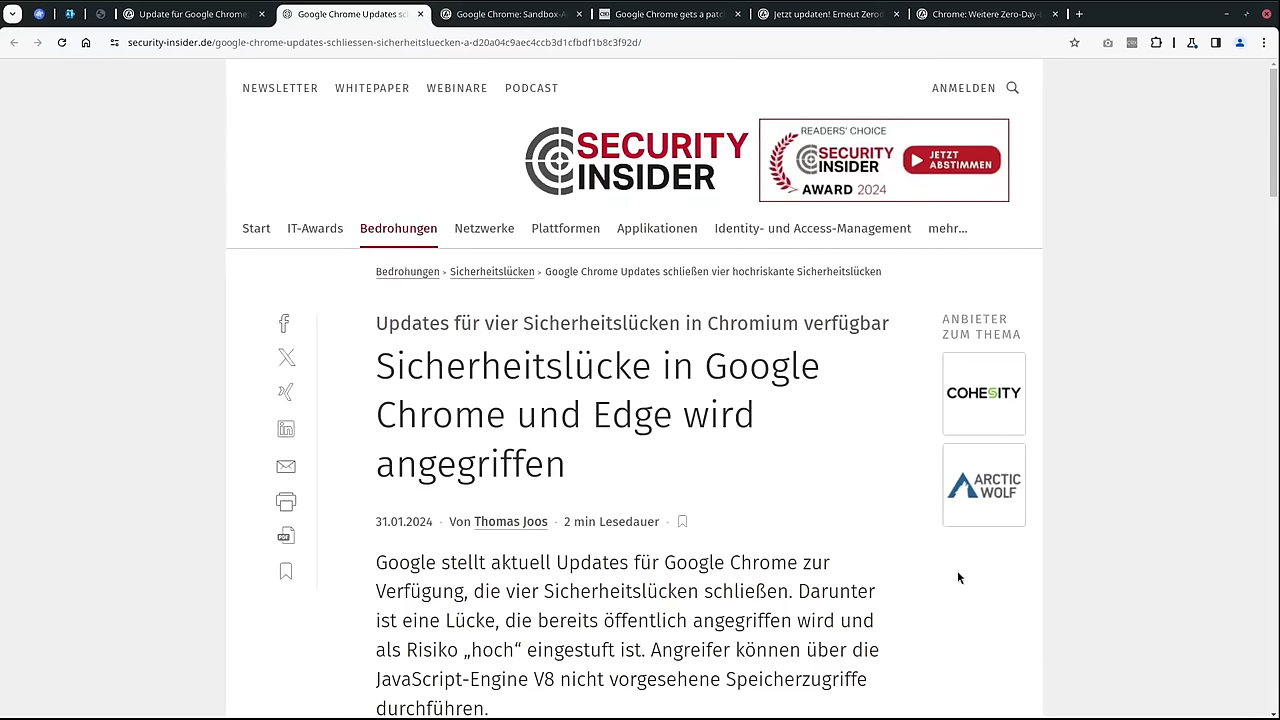 Update für Google Chrome
Google Chrome Updates sc
Google Chrome: Sandbox-A
Google Chrome gets a patc
Jetzt updaten! Erneut Zero
Chrome: Weitere Zero-Day-L
security-insider.de/google-chrome-updates-schliessen-sicherheitsluecken-a-d20a04c9aec4ccb3d1cfbdf1b8c3f92d/
NEWSLETTER WHITEPAPER WEBINARE PODCAST ANMELDEN
SECURITY INSIDER
READERS' CHOICE
SECURITY INSIDER
AWARD 2024
JETZT ABSTIMMEN
Start IT-Awards Bedrohungen Netzwerke Plattformen Applikationen Identity- und Access-Management mehr...
Bedrohungen > Sicherheitslücken > Google Chrome Updates schließen vier hochriskante Sicherheitslücken
Updates für vier Sicherheitslücken in Chromium verfügbar
Sicherheitslücke in Google
Chrome und Edge wird
angegriffen
31.01.2024 · Von Thomas Joos · 2 min Lesedauer ·
Google stellt aktuell Updates für Google Chrome zur
Verfügung, die vier Sicherheitslücken schließen. Darunter
ist eine Lücke, die bereits öffentlich angegriffen wird und
als Risiko „hoch“ eingestuft ist. Angreifer können über die
JavaScript-Engine V8 nicht vorgesehene Speicherzugriffe
durchführen.
ANBIETER
ZUM THEMA
COHESITY
ARCTIC
WOLF
in
PDF